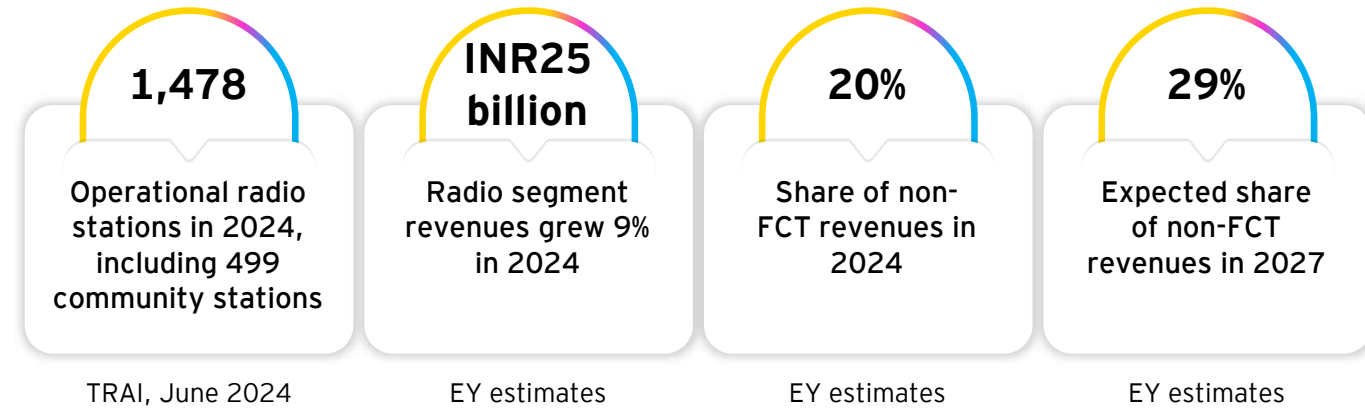 1,478
Operational radio
stations in 2024,
including 499
community stations
TRAI, June 2024
INR25
billion
Radio segment
revenues grew 9%
in 2024
EY estimates
20%
Share of non-
FCT revenues in
2024
EY estimates
29%
Expected share
of non-FCT
revenues in 2027
EY estimates